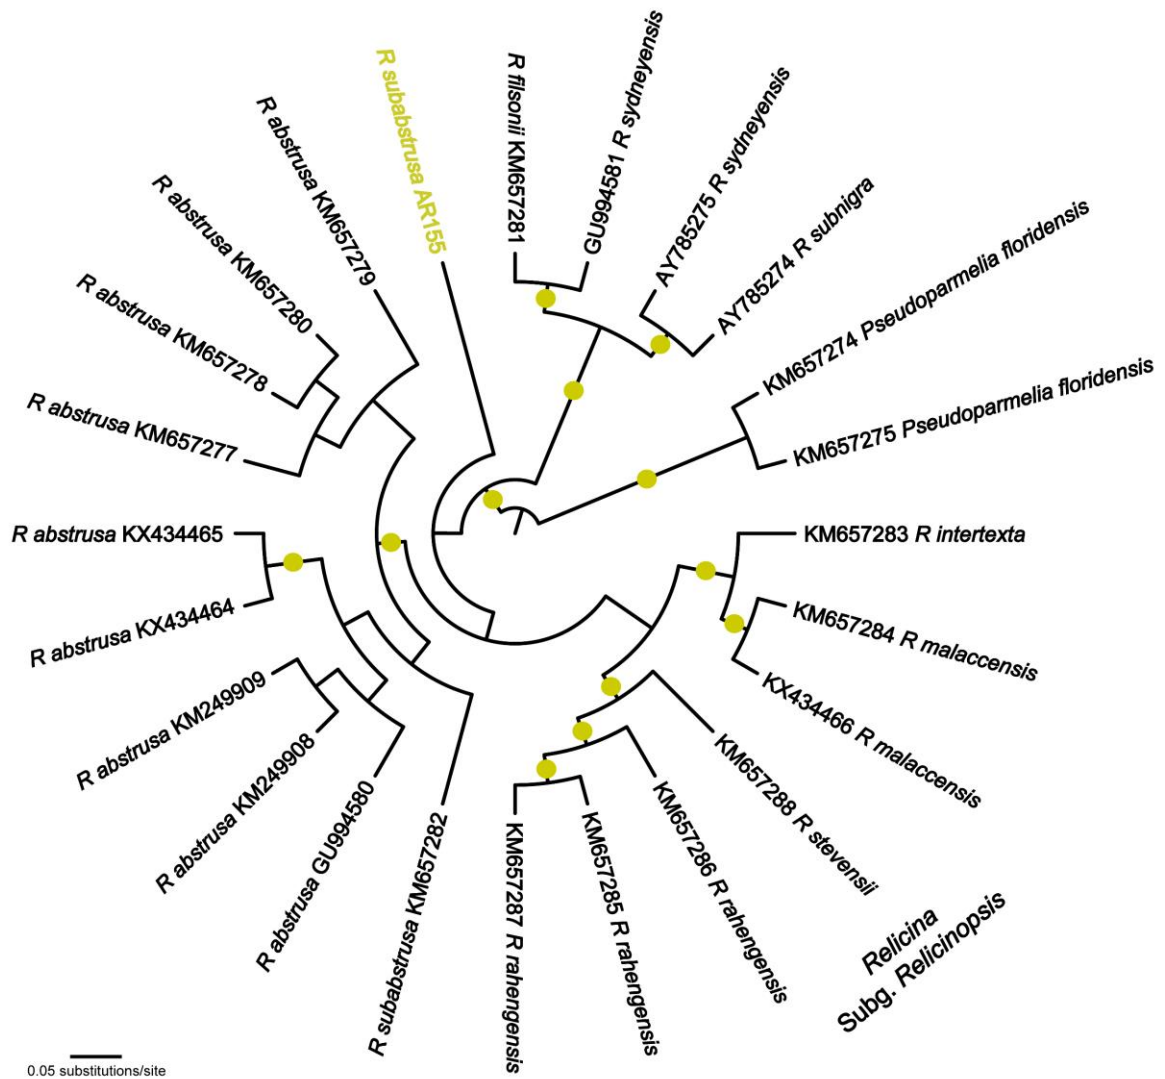 R subabstrusa AR155
R filsonii KM657281
GU994581 R sydneyensis
AY785275 R sydneyensis
AY785274 R subnigra
KM657274 Pseudoparmelia floridensis
KM657275 Pseudoparmelia floridensis
KM657283 R intertexta
KM657284 R malaccensis
KX434466 R malaccensis
KM657288 R stevensii
KM657286 R rahengensis
KM657285 R rahengensis
KM657287 R rahengensis
R subabstrusa KM657282
R abstrusa GU994580
R abstrusa KM249908
R abstrusa KM249909
R abstrusa KX434464
R abstrusa KX434465
R abstrusa KM657277
R abstrusa KM657278
R abstrusa KM657280
R abstrusa KM657279
Relicina
Subg. Relicinopsis
0.05 substitutions/site